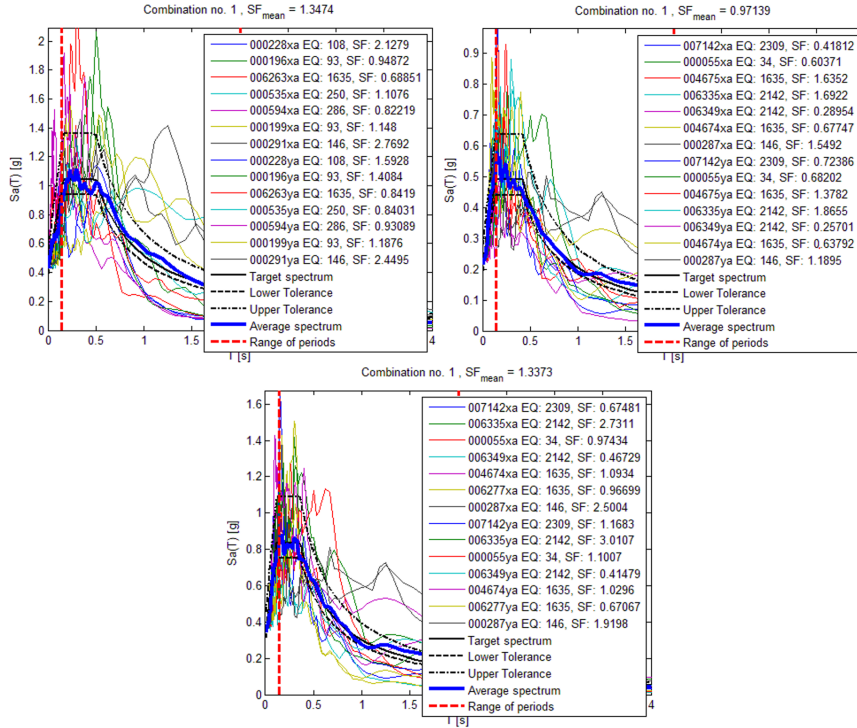 Combination no. 1 , SFmean = 1.3474
Sa(T) [g]
2
1.8
1.6
1.4
1.2
1
0.8
0.6
0.4
0.2
0
0 0.5 1 1.5 4
T [s]
000228xa EQ: 108, SF: 2.1279
000196xa EQ: 93, SF: 0.94872
006263xa EQ: 1635, SF: 0.68851
000535xa EQ: 250, SF: 1.1076
000594xa EQ: 286, SF: 0.82219
000199xa EQ: 93, SF: 1.148
000291xa EQ: 146, SF: 2.7692
000228ya EQ: 108, SF: 1.5928
000196ya EQ: 93, SF: 1.4084
006263ya EQ: 1635, SF: 0.8419
000535ya EQ: 250, SF: 0.84031
000594ya EQ: 286, SF: 0.93089
000199ya EQ: 93, SF: 1.1876
000291ya EQ: 146, SF: 2.4495
Target spectrum
Lower Tolerance
Upper Tolerance
Average spectrum
Range of periods
Combination no. 1 , SFmean = 0.97139
Sa(T) [g]
0.9
0.8
0.7
0.6
0.5
0.4
0.3
0.2
0.1
0
0 0.5 1 1.5 4
T [s]
007142xa EQ: 2309, SF: 0.41812
000055xa EQ: 34, SF: 0.60371
004675xa EQ: 1635, SF: 1.6352
006335xa EQ: 2142, SF: 1.6922
006349xa EQ: 2142, SF: 0.28954
004674xa EQ: 1635, SF: 0.67747
000287xa EQ: 146, SF: 1.5492
007142ya EQ: 2309, SF: 0.72386
000055ya EQ: 34, SF: 0.68202
004675ya EQ: 1635, SF: 1.3782
006335ya EQ: 2142, SF: 1.8655
006349ya EQ: 2142, SF: 0.25701
004674ya EQ: 1635, SF: 0.63792
000287ya EQ: 146, SF: 1.1895
Target spectrum
Lower Tolerance
Upper Tolerance
Average spectrum
Range of periods
Combination no. 1 , SFmean = 1.3373
Sa(T) [g]
1.6
1.4
1.2
1
0.8
0.6
0.4
0.2
0
0 0.5 1 1.5 4
T [s]
007142xa EQ: 2309, SF: 0.67481
006335xa EQ: 2142, SF: 2.7311
000055xa EQ: 34, SF: 0.97434
006349xa EQ: 2142, SF: 0.46729
004674xa EQ: 1635, SF: 1.0934
006277xa EQ: 1635, SF: 0.96699
000287xa EQ: 146, SF: 2.5004
007142ya EQ: 2309, SF: 1.1683
006335ya EQ: 2142, SF: 3.0107
000055ya EQ: 34, SF: 1.1007
006349ya EQ: 2142, SF: 0.41479
004674ya EQ: 1635, SF: 1.0296
006277ya EQ: 1635, SF: 0.67067
000287ya EQ: 146, SF: 1.9198
Target spectrum
Lower Tolerance
Upper Tolerance
Average spectrum
Range of periods